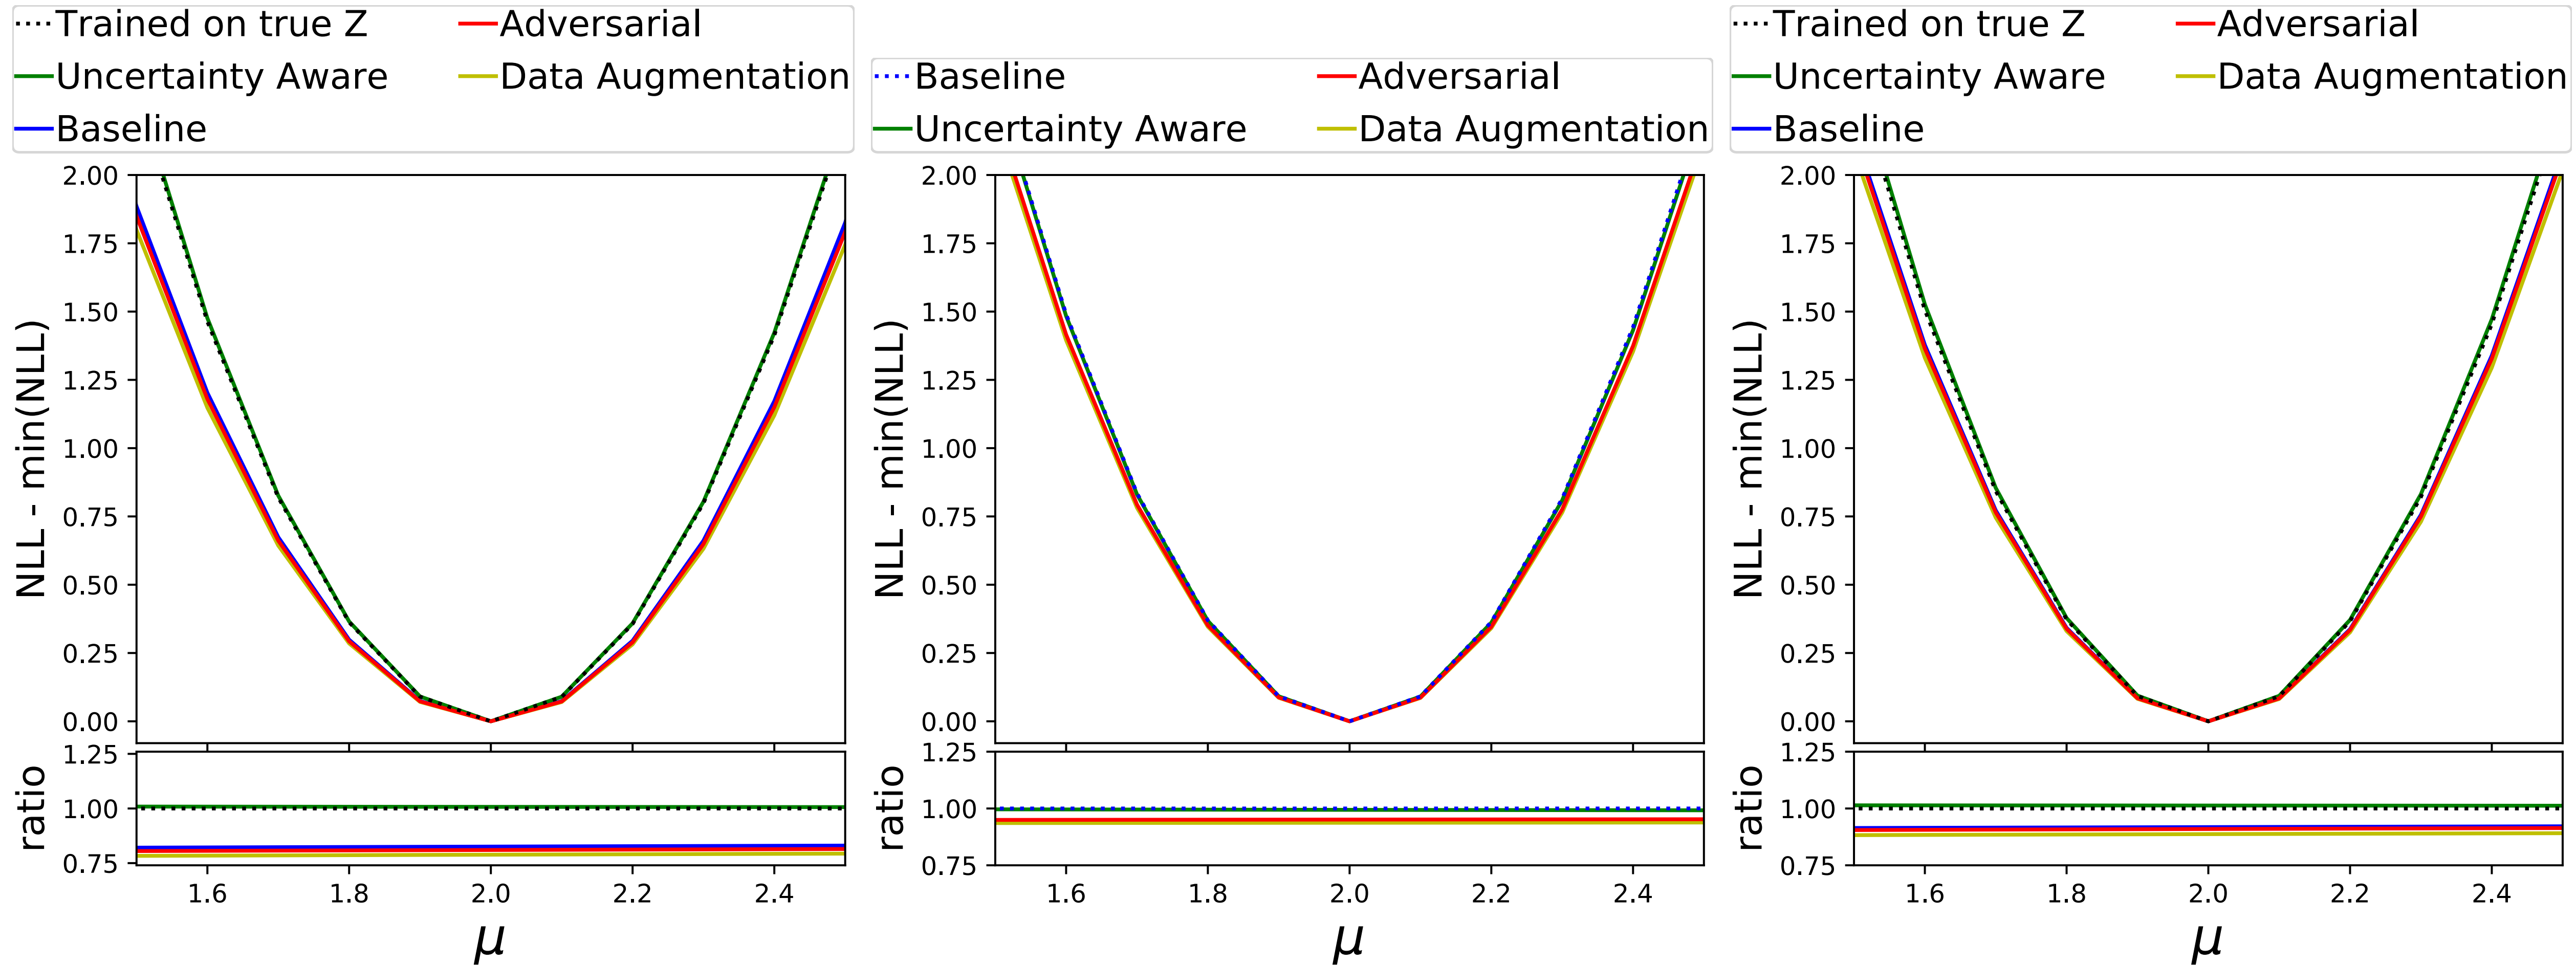 Trained on true Z
Adversarial
Uncertainty Aware
Data Augmentation
Baseline
NLL - min(NLL)
2.00
1.75
1.50
1.25
1.00
0.75
0.50
0.25
0.00
ratio
1.25
1.00
0.75
1.6 1.8 2.0 2.2 2.4
μ
Baseline
Adversarial
Uncertainty Aware
Data Augmentation
NLL - min(NLL)
2.00
1.75
1.50
1.25
1.00
0.75
0.50
0.25
0.00
ratio
1.25
1.00
0.75
1.6 1.8 2.0 2.2 2.4
μ
Trained on true Z
Adversarial
Uncertainty Aware
Data Augmentation
Baseline
NLL - min(NLL)
2.00
1.75
1.50
1.25
1.00
0.75
0.50
0.25
0.00
ratio
1.25
1.00
0.75
1.6 1.8 2.0 2.2 2.4
μ